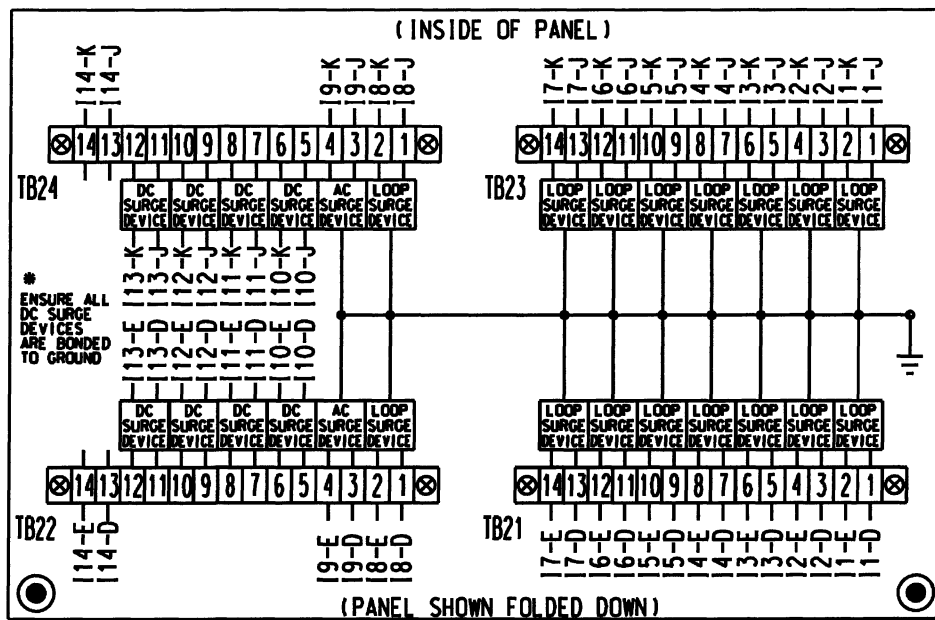 (INSIDE OF PANEL)
I14-K I14-J I9-K I9-J I8-K I8-J I7-K I7-J I6-K I6-J I5-K I5-J I4-K I4-J I3-K I3-J I2-K I2-J I1-K I1-J
14 13 12 11 10 9 8 7 6 5 4 3 2 1 14 13 12 11 10 9 8 7 6 5 4 3 2 1
TB24 TB23
DC DC DC DC AC LOOP LOOP LOOP LOOP LOOP LOOP LOOP LOOP
SURGE SURGE SURGE SURGE SURGE SURGE SURGE SURGE SURGE SURGE SURGE SURGE SURGE
DEVICE DEVICE DEVICE DEVICE DEVICE DEVICE DEVICE DEVICE DEVICE DEVICE DEVICE DEVICE DEVICE
I13-K I13-J I12-K I12-J I11-K I11-J I10-K I10-J
*
ENSURE ALL
DC SURGE
DEVICES
ARE BONDED
TO GROUND
I13-E I13-D I12-E I12-D I11-E I11-D I10-E I10-D
DC DC DC DC AC LOOP LOOP LOOP LOOP LOOP LOOP LOOP LOOP
SURGE SURGE SURGE SURGE SURGE SURGE SURGE SURGE SURGE SURGE SURGE SURGE SURGE
DEVICE DEVICE DEVICE DEVICE DEVICE DEVICE DEVICE DEVICE DEVICE DEVICE DEVICE DEVICE DEVICE
14 13 12 11 10 9 8 7 6 5 4 3 2 1 14 13 12 11 10 9 8 7 6 5 4 3 2 1
TB22 TB21
I14-E I14-D I9-E I9-D I8-E I8-D I7-E I7-D I6-E I6-D I5-E I5-D I4-E I4-D I3-E I3-D I2-E I2-D I1-E I1-D
(PANEL SHOWN FOLDED DOWN)